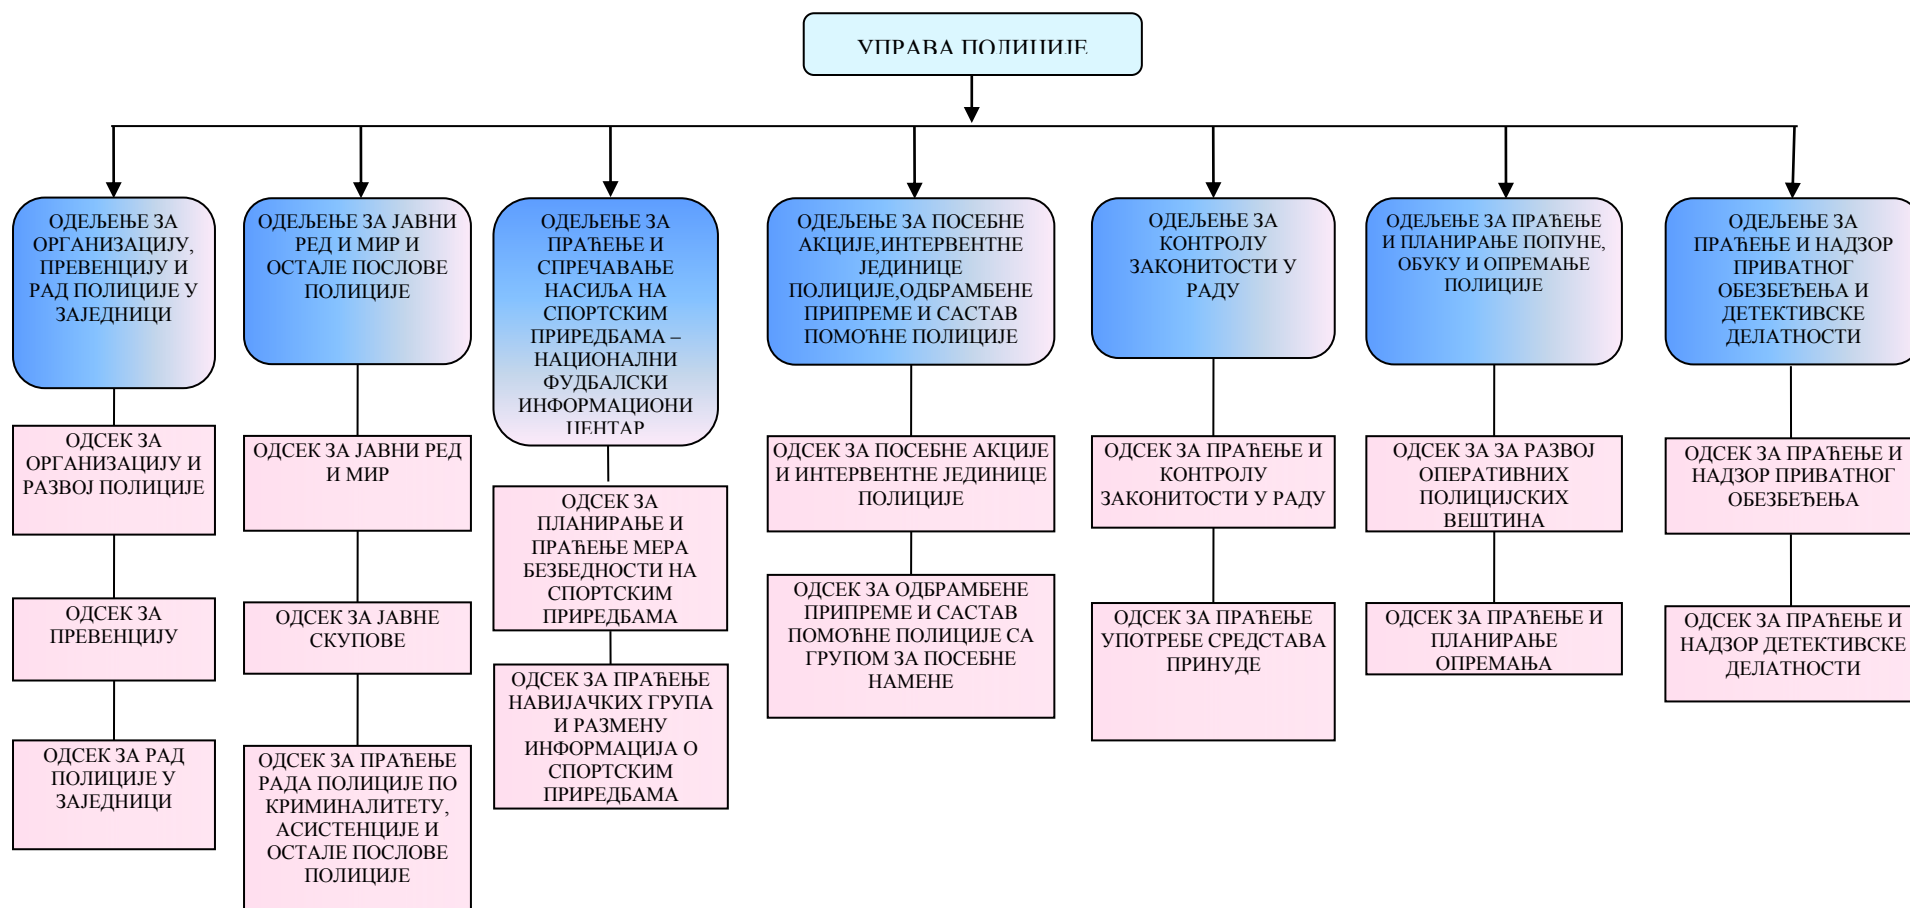 УПРАВА ПОЛИЦИЈЕ
ОДЕЉЕЊЕ ЗА
ОРГАНИЗАЦИЈУ,
ПРЕВЕНЦИЈУ И
РАД ПОЛИЦИЈЕ У
ЗАЈЕДНИЦИ
ОДСЕК ЗА
ОРГАНИЗАЦИЈУ И
РАЗВОЈ ПОЛИЦИЈЕ
ОДСЕК ЗА
ПРЕВЕНЦИЈУ
ОДСЕК ЗА РАД
ПОЛИЦИЈЕ У
ЗАЈЕДНИЦИ
ОДЕЉЕЊЕ ЗА ЈАВНИ
РЕД И МИР И
ОСТАЛЕ ПОСЛОВЕ
ПОЛИЦИЈЕ
ОДСЕК ЗА ЈАВНИ РЕД
И МИР
ОДСЕК ЗА ЈАВНЕ
СКУПОВЕ
ОДСЕК ЗА ПРАЋЕЊЕ
РАДА ПОЛИЦИЈЕ ПО
КРИМИНАЛИТЕТУ,
АСИСТЕНЦИЈЕ И
ОСТАЛЕ ПОСЛОВЕ
ПОЛИЦИЈЕ
ОДЕЉЕЊЕ ЗА
ПРАЋЕЊЕ И
СПРЕЧАВАЊЕ
НАСИЉА НА
СПОРТСКИМ
ПРИРЕДБАМА –
НАЦИОНАЛНИ
ФУДБАЛСКИ
ИНФОРМАЦИОНИ
ЦЕНТАР
ОДСЕК ЗА
ПЛАНИРАЊЕ И
ПРАЋЕЊЕ МЕРА
БЕЗБЕДНОСТИ НА
СПОРТСКИМ
ПРИРЕДБАМА
ОДСЕК ЗА ПРАЋЕЊЕ
НАВИЈАЧКИХ ГРУПА
И РАЗМЕНУ
ИНФОРМАЦИЈА О
СПОРТСКИМ
ПРИРЕДБАМА
ОДЕЉЕЊЕ ЗА ПОСЕБНЕ
АКЦИЈЕ,ИНТЕРВЕНТНЕ
ЈЕДИНИЦЕ
ПОЛИЦИЈЕ,ОДБРАМБЕНЕ
ПРИПРЕМЕ И САСТАВ
ПОМОЋНЕ ПОЛИЦИЈЕ
ОДСЕК ЗА ПОСЕБНЕ АКЦИЈЕ
И ИНТЕРВЕНТНЕ ЈЕДИНИЦЕ
ПОЛИЦИЈЕ
ОДСЕК ЗА ОДБРАМБЕНЕ
ПРИПРЕМЕ И САСТАВ
ПОМОЋНЕ ПОЛИЦИЈЕ СА
ГРУПОМ ЗА ПОСЕБНЕ
НАМЕНЕ
ОДЕЉЕЊЕ ЗА
КОНТРОЛУ
ЗАКОНИТОСТИ У
РАДУ
ОДСЕК ЗА ПРАЋЕЊЕ И
КОНТРОЛУ
ЗАКОНИТОСТИ У РАДУ
ОДСЕК ЗА ПРАЋЕЊЕ
УПОТРЕБЕ СРЕДСТАВА
ПРИНУДЕ
ОДЕЉЕЊЕ ЗА ПРАЋЕЊЕ
И ПЛАНИРАЊЕ ПОПУНЕ,
ОБУКУ И ОПРЕМАЊЕ
ПОЛИЦИЈЕ
ОДСЕК ЗА ЗА РАЗВОЈ
ОПЕРАТИВНИХ
ПОЛИЦИЈСКИХ
ВЕШТИНА
ОДСЕК ЗА ПРАЋЕЊЕ И
ПЛАНИРАЊЕ
ОПРЕМАЊА
ОДЕЉЕЊЕ ЗА
ПРАЋЕЊЕ И НАДЗОР
ПРИВАТНОГ
ОБЕЗБЕЂЕЊА И
ДЕТЕКТИВСКЕ
ДЕЛАТНОСТИ
ОДСЕК ЗА ПРАЋЕЊЕ И
НАДЗОР ПРИВАТНОГ
ОБЕЗБЕЂЕЊА
ОДСЕК ЗА ПРАЋЕЊЕ И
НАДЗОР ДЕТЕКТИВСКЕ
ДЕЛАТНОСТИ